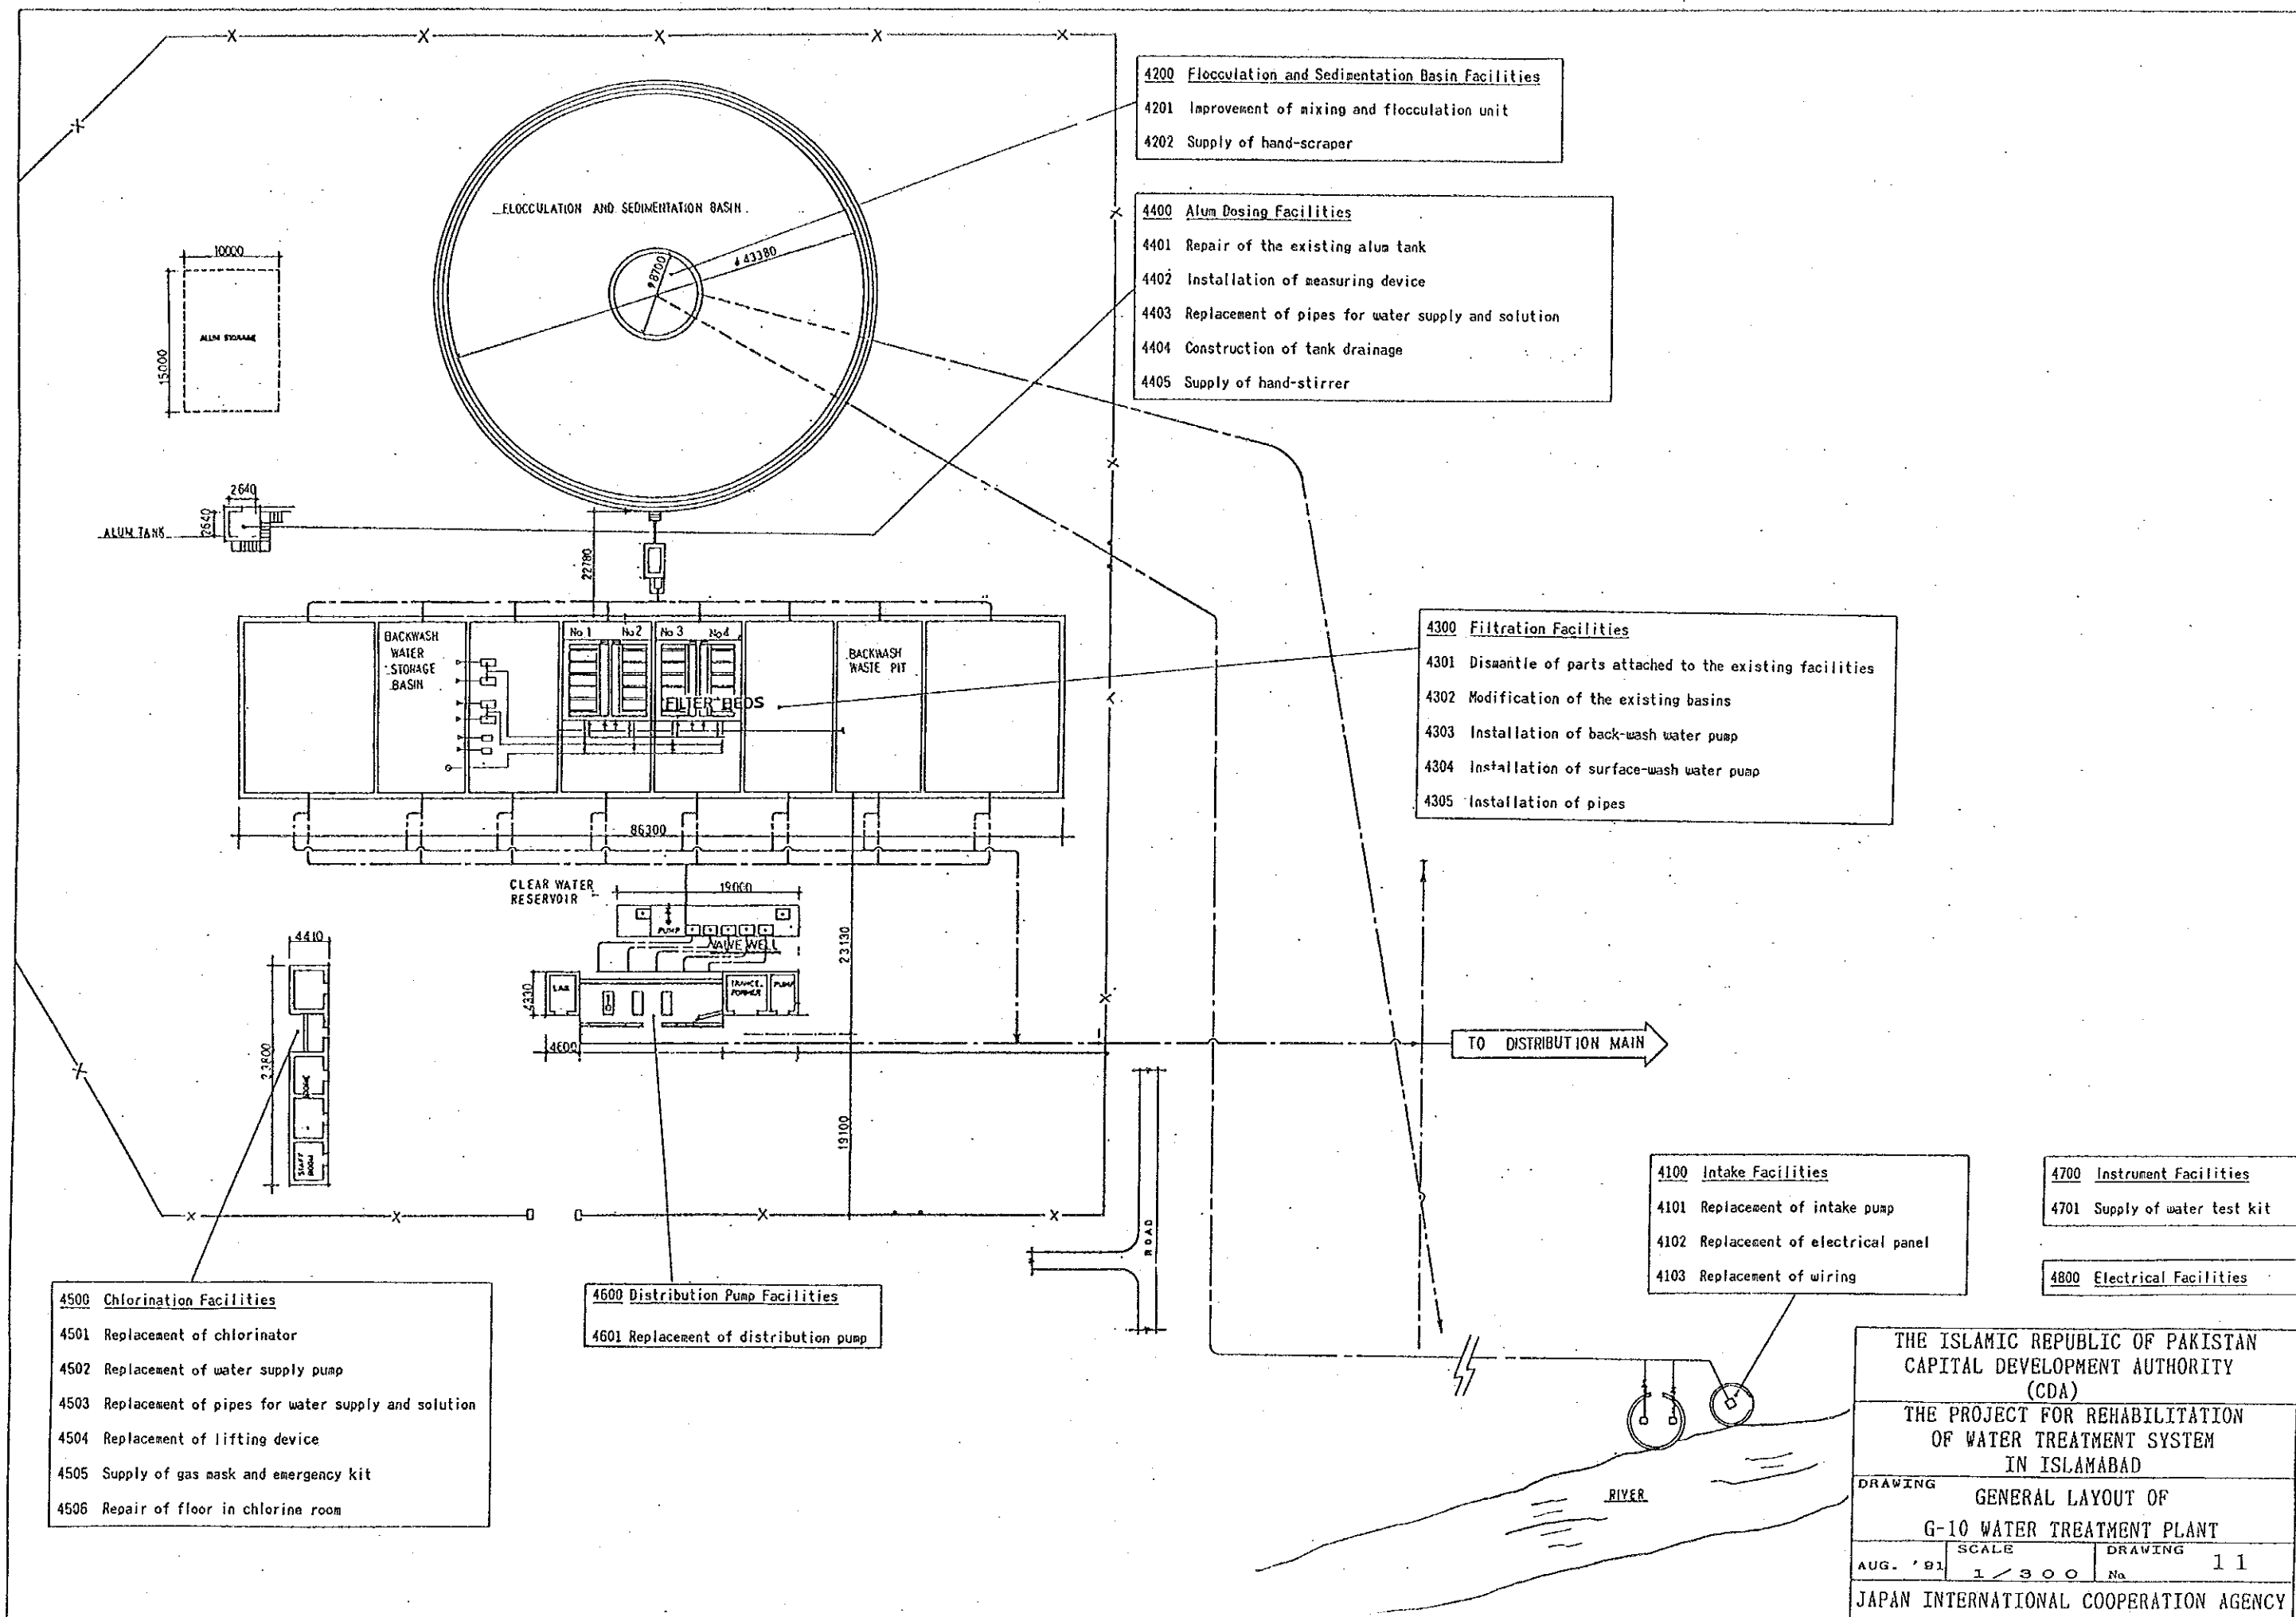 4200 Flocculation and Sedimentation Basin Facilities
4201 Improvement of mixing and flocculation unit
4202 Supply of hand-scraper
4400 Alum Dosing Facilities
4401 Repair of the existing alum tank
4402 Installation of measuring device
4403 Replacement of pipes for water supply and solution
4404 Construction of tank drainage
4405 Supply of hand-stirrer
FLOCCULATION AND SEDIMENTATION BASIN
43380
8700
10000
15000
ALUM STORAGE
2640
2640
ALUM TANK
22780
BACKWASH
WATER
STORAGE
BASIN
No.1 No2 No3 No4
FILTER BEDS
BACKWASH
WASTE PIT
4300 Filtration Facilities
4301 Dismantle of parts attached to the existing facilities
4302 Modification of the existing basins
4303 Installation of back-wash water pump
4304 Installation of surface-wash water pump
4305 Installation of pipes
86300
CLEAR WATER
RESERVOIR
19000
PUMP
VALVE WELL
4410
23800
STORE
STAFF
ROOM
4330
LAB
TRANCE.
FORMER
PUMP
4600
23130
19100
TO DISTRIBUTION MAIN
ROAD
4100 Intake Facilities
4101 Replacement of intake pump
4102 Replacement of electrical panel
4103 Replacement of wiring
4700 Instrument Facilities
4701 Supply of water test kit
4800 Electrical Facilities
4500 Chlorination Facilities
4501 Replacement of chlorinator
4502 Replacement of water supply pump
4503 Replacement of pipes for water supply and solution
4504 Replacement of lifting device
4505 Supply of gas mask and emergency kit
4506 Repair of floor in chlorine room
4600 Distribution Pump Facilities
4601 Replacement of distribution pump
RIVER
THE ISLAMIC REPUBLIC OF PAKISTAN
CAPITAL DEVELOPMENT AUTHORITY
(CDA)
THE PROJECT FOR REHABILITATION
OF WATER TREATMENT SYSTEM
IN ISLAMABAD
DRAWING
GENERAL LAYOUT OF
G-10 WATER TREATMENT PLANT
AUG. '91 SCALE 1/300 DRAWING No. 11
JAPAN INTERNATIONAL COOPERATION AGENCY